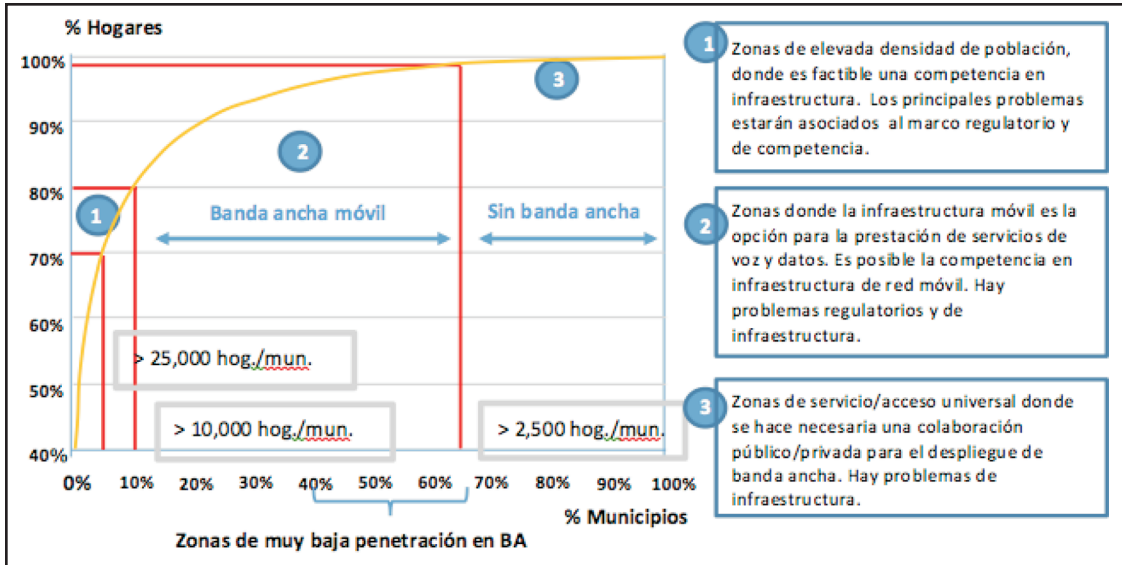 % Hogares
100%
90%
80%
70%
60%
50%
40%
1
2
3
Banda ancha móvil
Sin banda ancha
> 25,000 hog./mun.
> 10,000 hog./mun.
> 2,500 hog./mun.
0% 10% 20% 30% 40% 50% 60% 70% 80% 90% 100%
% Municipios
Zonas de muy baja penetración en BA
1
Zonas de elevada densidad de población,
donde es factible una competencia en
infraestructura. Los principales problemas
estarán asociados al marco regulatorio y
de competencia.
2
Zonas donde la infraestructura móvil es la
opción para la prestación de servicios de
voz y datos. Es posible la competencia en
infraestructura de red móvil. Hay
problemas regulatorios y de
infraestructura.
3
Zonas de servicio/acceso universal donde
se hace necesaria una colaboración
público/privada para el despliegue de
banda ancha. Hay problemas de
infraestructura.